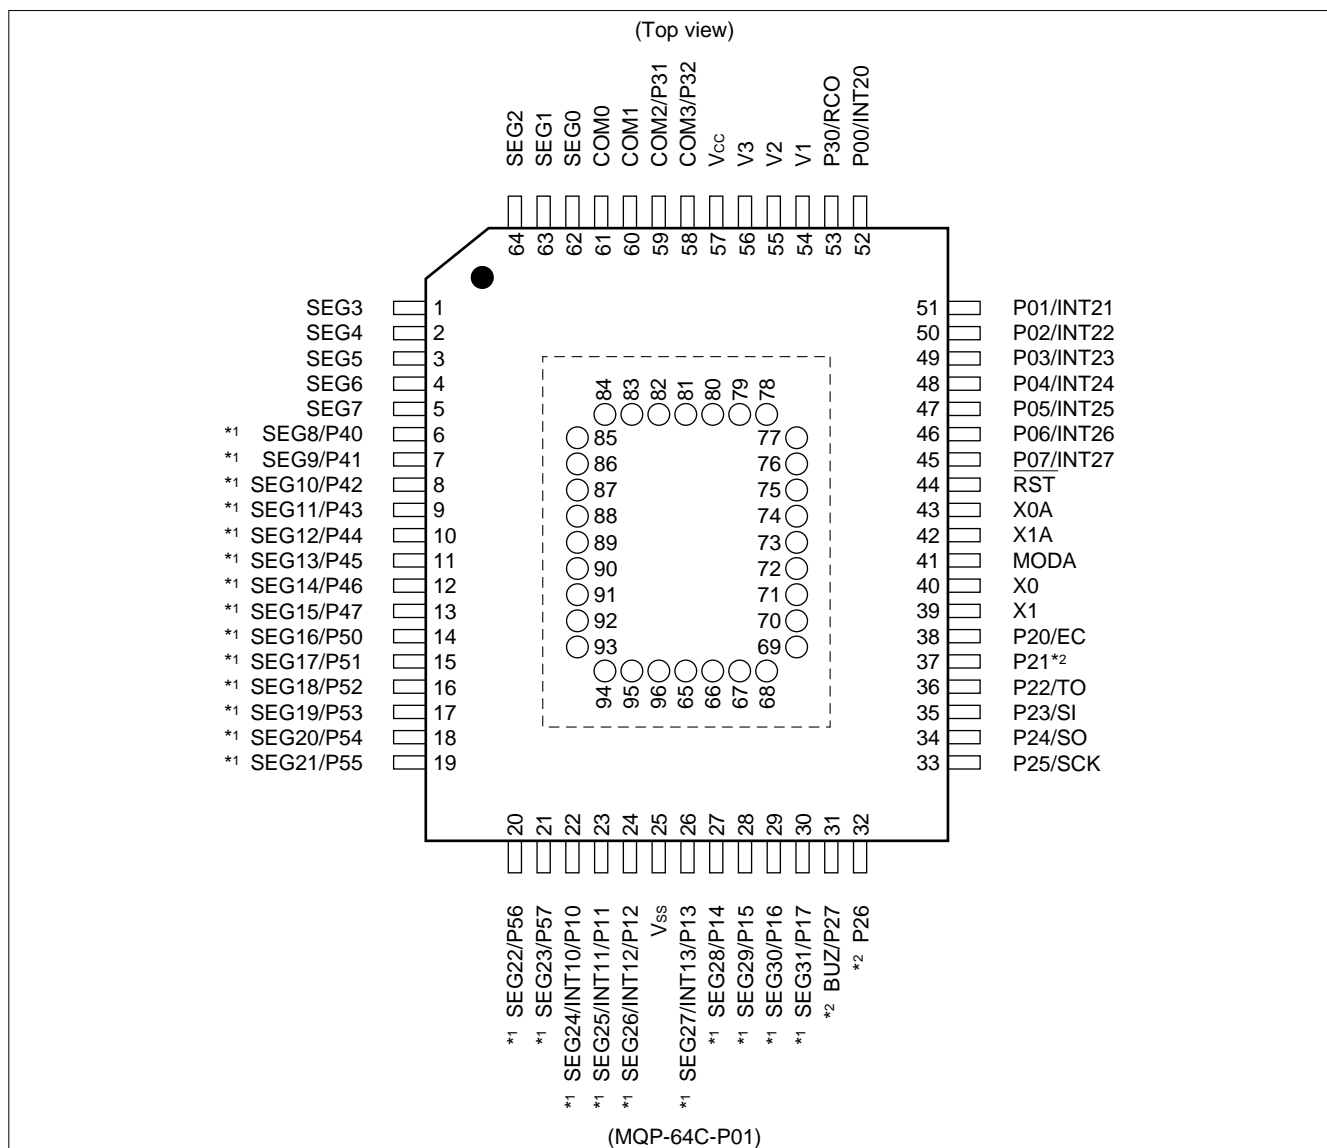 (Top view)
SEG2
SEG1
SEG0
COM0
COM1
COM2/P31
COM3/P32
VCC
V3
V2
V1
P30/RCO
P00/INT20
64
63
62
61
60
59
58
57
56
55
54
53
52
SEG3 1
SEG4 2
SEG5 3
SEG6 4
SEG7 5
*1 SEG8/P40 6
*1 SEG9/P41 7
*1 SEG10/P42 8
*1 SEG11/P43 9
*1 SEG12/P44 10
*1 SEG13/P45 11
*1 SEG14/P46 12
*1 SEG15/P47 13
*1 SEG16/P50 14
*1 SEG17/P51 15
*1 SEG18/P52 16
*1 SEG19/P53 17
*1 SEG20/P54 18
*1 SEG21/P55 19
84
83
82
81
80
79
78
85
86
87
88
89
90
91
92
93
77
76
75
74
73
72
71
70
69
94
95
96
65
66
67
68
51 P01/INT21
50 P02/INT22
49 P03/INT23
48 P04/INT24
47 P05/INT25
46 P06/INT26
45 P07/INT27
44 RST
43 X0A
42 X1A
41 MODA
40 X0
39 X1
38 P20/EC
37 P21*2
36 P22/TO
35 P23/SI
34 P24/SO
33 P25/SCK
20
21
22
23
24
25
26
27
28
29
30
31
32
*1 SEG22/P56
*1 SEG23/P57
*1 SEG24/INT10/P10
*1 SEG25/INT11/P11
*1 SEG26/INT12/P12
VSS
*1 SEG27/INT13/P13
*1 SEG28/P14
*1 SEG29/P15
*1 SEG30/P16
*1 SEG31/P17
*2 BUZ/P27
*2 P26
(MQP-64C-P01)